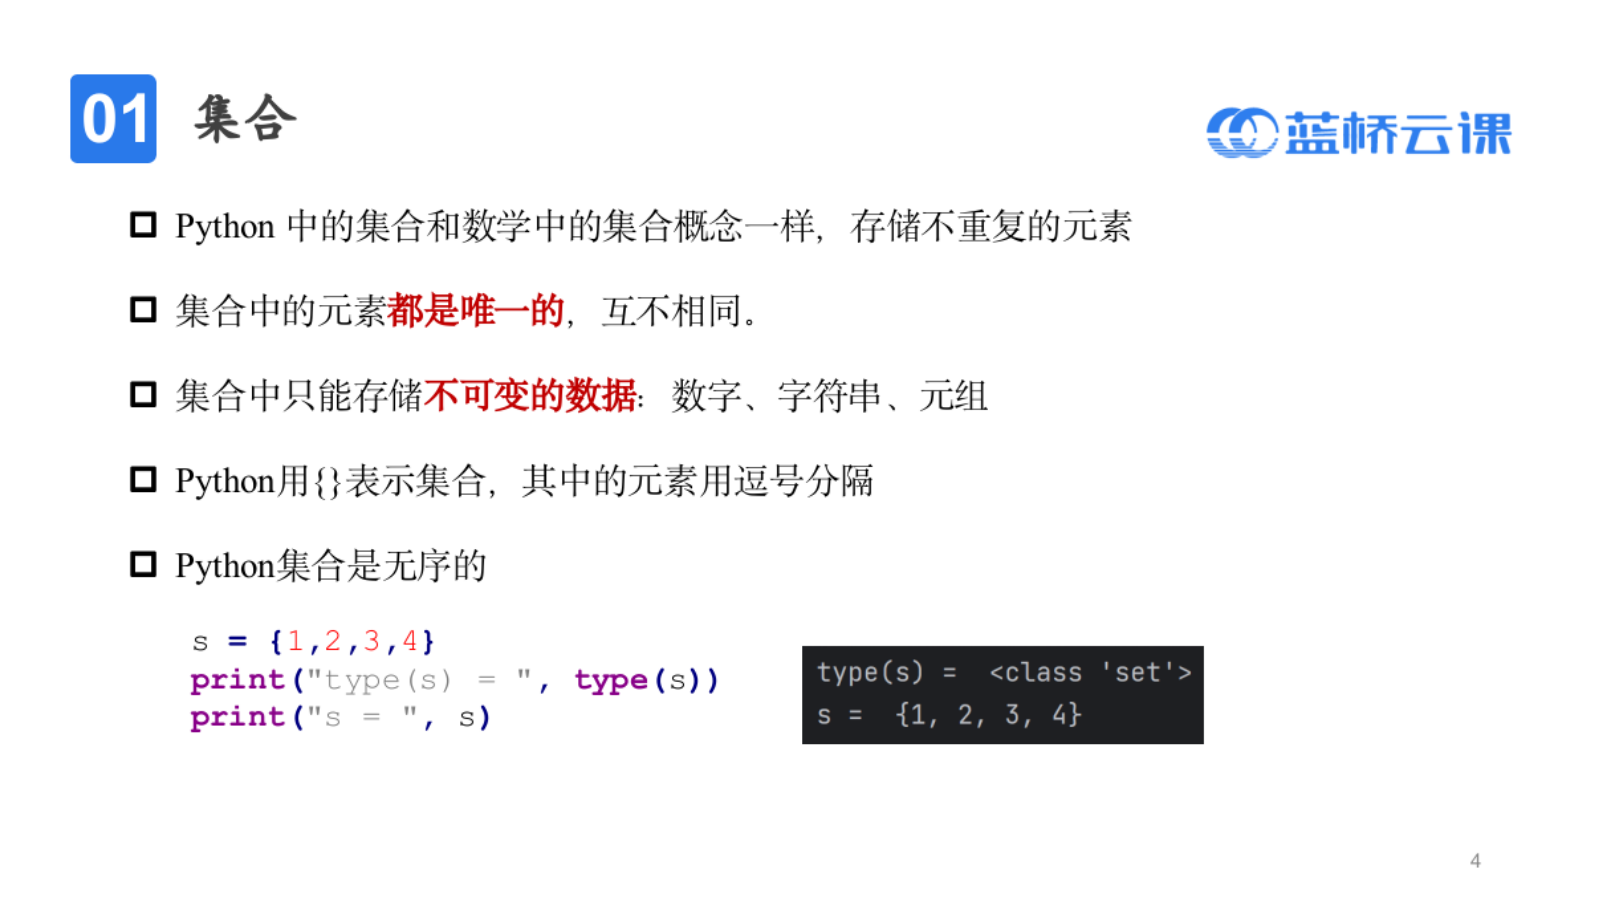 01 集合
蓝桥云课
Python 中的集合和数学中的集合概念一样，存储不重复的元素
集合中的元素都是唯一的，互不相同。
集合中只能存储不可变的数据：数字、字符串、元组
Python用{}表示集合，其中的元素用逗号分隔
Python集合是无序的
s = {1,2,3,4}
print("type(s) = ", type(s))
print("s = ", s)
type(s) =  <class 'set'>
s =  {1, 2, 3, 4}
4